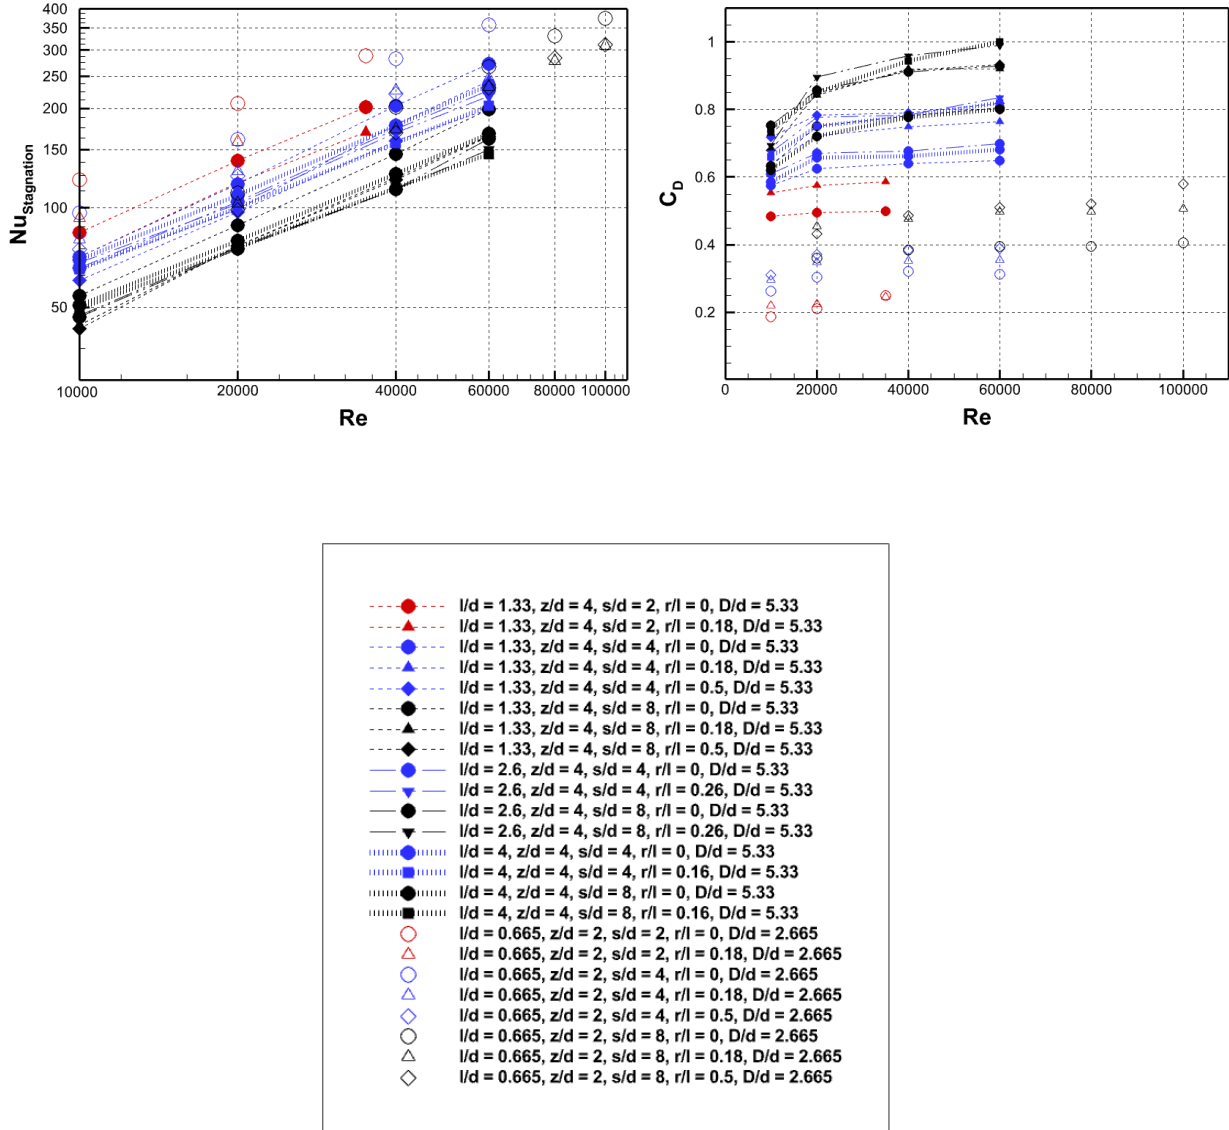 400
350
300
250
200
150
100
50
Nu Stagnation
10000
20000
40000
60000
80000
100000
Re
1
0.8
0.6
0.4
0.2
C D
0
20000
40000
60000
80000
100000
Re
l/d = 1.33, z/d = 4, s/d = 2, r/l = 0, D/d = 5.33
l/d = 1.33, z/d = 4, s/d = 2, r/l = 0.18, D/d = 5.33
l/d = 1.33, z/d = 4, s/d = 4, r/l = 0, D/d = 5.33
l/d = 1.33, z/d = 4, s/d = 4, r/l = 0.18, D/d = 5.33
l/d = 1.33, z/d = 4, s/d = 4, r/l = 0.5, D/d = 5.33
l/d = 1.33, z/d = 4, s/d = 8, r/l = 0, D/d = 5.33
l/d = 1.33, z/d = 4, s/d = 8, r/l = 0.18, D/d = 5.33
l/d = 1.33, z/d = 4, s/d = 8, r/l = 0.5, D/d = 5.33
l/d = 2.6, z/d = 4, s/d = 4, r/l = 0, D/d = 5.33
l/d = 2.6, z/d = 4, s/d = 4, r/l = 0.26, D/d = 5.33
l/d = 2.6, z/d = 4, s/d = 8, r/l = 0, D/d = 5.33
l/d = 2.6, z/d = 4, s/d = 8, r/l = 0.26, D/d = 5.33
l/d = 4, z/d = 4, s/d = 4, r/l = 0, D/d = 5.33
l/d = 4, z/d = 4, s/d = 4, r/l = 0.16, D/d = 5.33
l/d = 4, z/d = 4, s/d = 8, r/l = 0, D/d = 5.33
l/d = 4, z/d = 4, s/d = 8, r/l = 0.16, D/d = 5.33
l/d = 0.665, z/d = 2, s/d = 2, r/l = 0, D/d = 2.665
l/d = 0.665, z/d = 2, s/d = 2, r/l = 0.18, D/d = 2.665
l/d = 0.665, z/d = 2, s/d = 4, r/l = 0, D/d = 2.665
l/d = 0.665, z/d = 2, s/d = 4, r/l = 0.18, D/d = 2.665
l/d = 0.665, z/d = 2, s/d = 4, r/l = 0.5, D/d = 2.665
l/d = 0.665, z/d = 2, s/d = 8, r/l = 0, D/d = 2.665
l/d = 0.665, z/d = 2, s/d = 8, r/l = 0.18, D/d = 2.665
l/d = 0.665, z/d = 2, s/d = 8, r/l = 0.5, D/d = 2.665